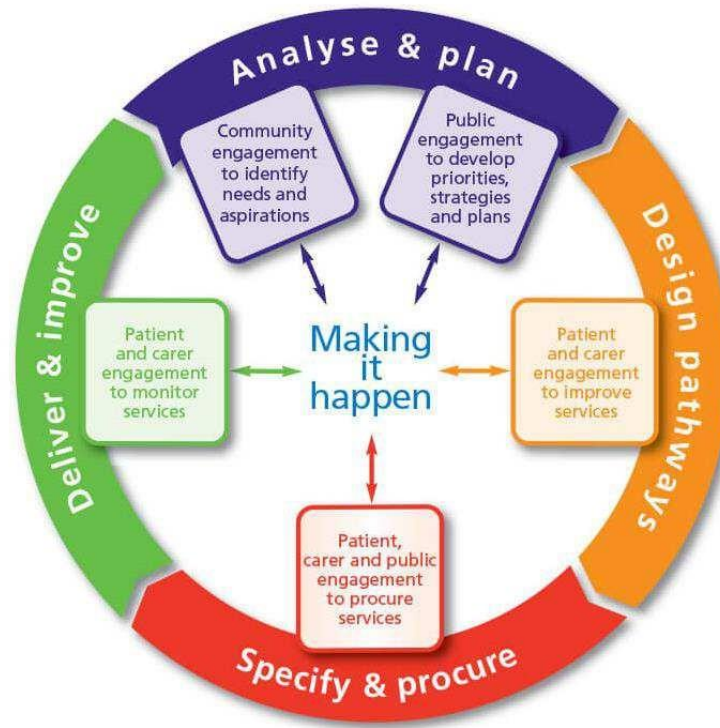 Analyse & plan
Community
engagement
to identify
needs and
aspirations
Public
engagement
to develop
priorities,
strategies
and plans
Design pathways
Patient
and carer
engagement
to improve
services
Specify & procure
Patient,
carer and public
engagement
to procure
services
Deliver & improve
Patient
and carer
engagement
to monitor
services
Making
it
happen